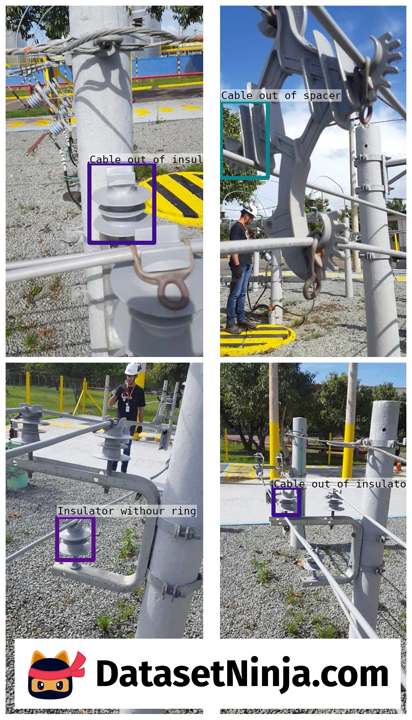 Cable out of insul
Cable out of spacer
Insulator withour ring
Cable out of insulato
DatasetNinja.com